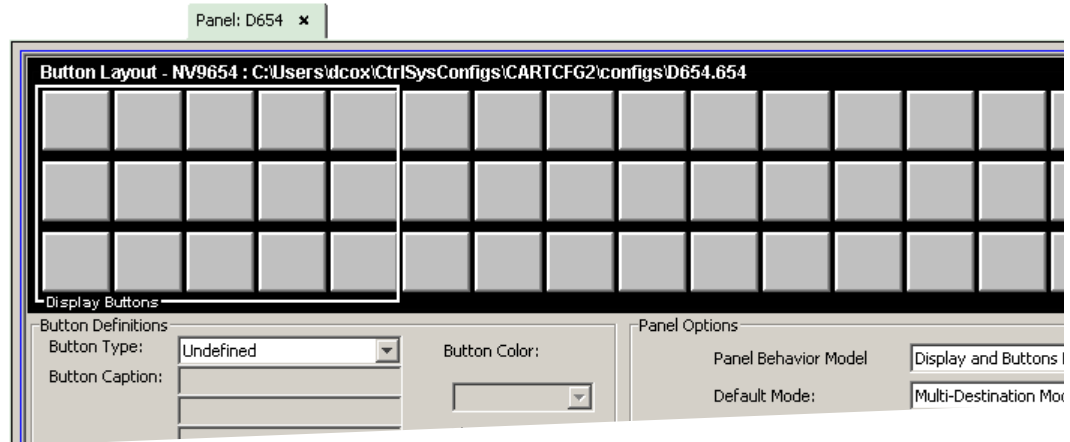 Panel: D654 ×
Button Layout - NV9654 : C:\Users\dcox\CtrlSysConfigs\CARTCFG2\configs\D654.654
Display Buttons
Button Definitions
Button Type:
Undefined
Button Color:
Button Caption:
Panel Options
Panel Behavior Model
Display and Buttons
Default Mode:
Multi-Destination